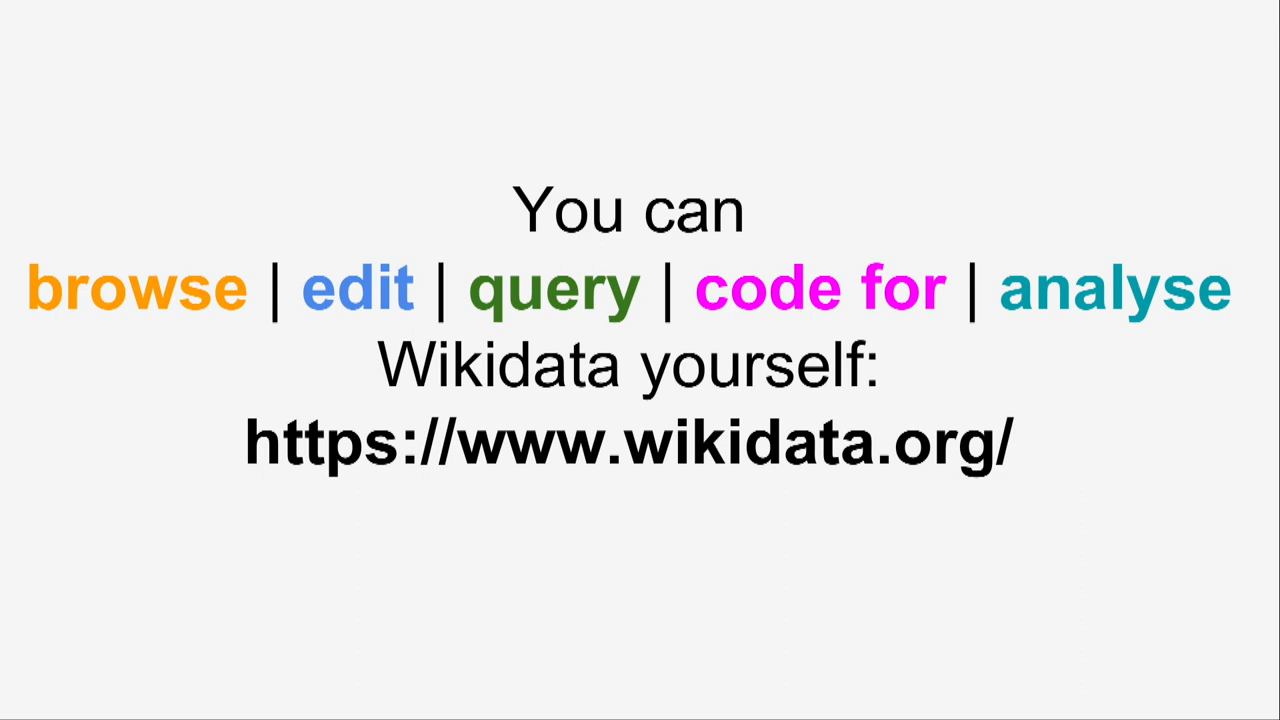 You can
browse | edit | query | code for | analyse
Wikidata yourself:
https://www.wikidata.org/